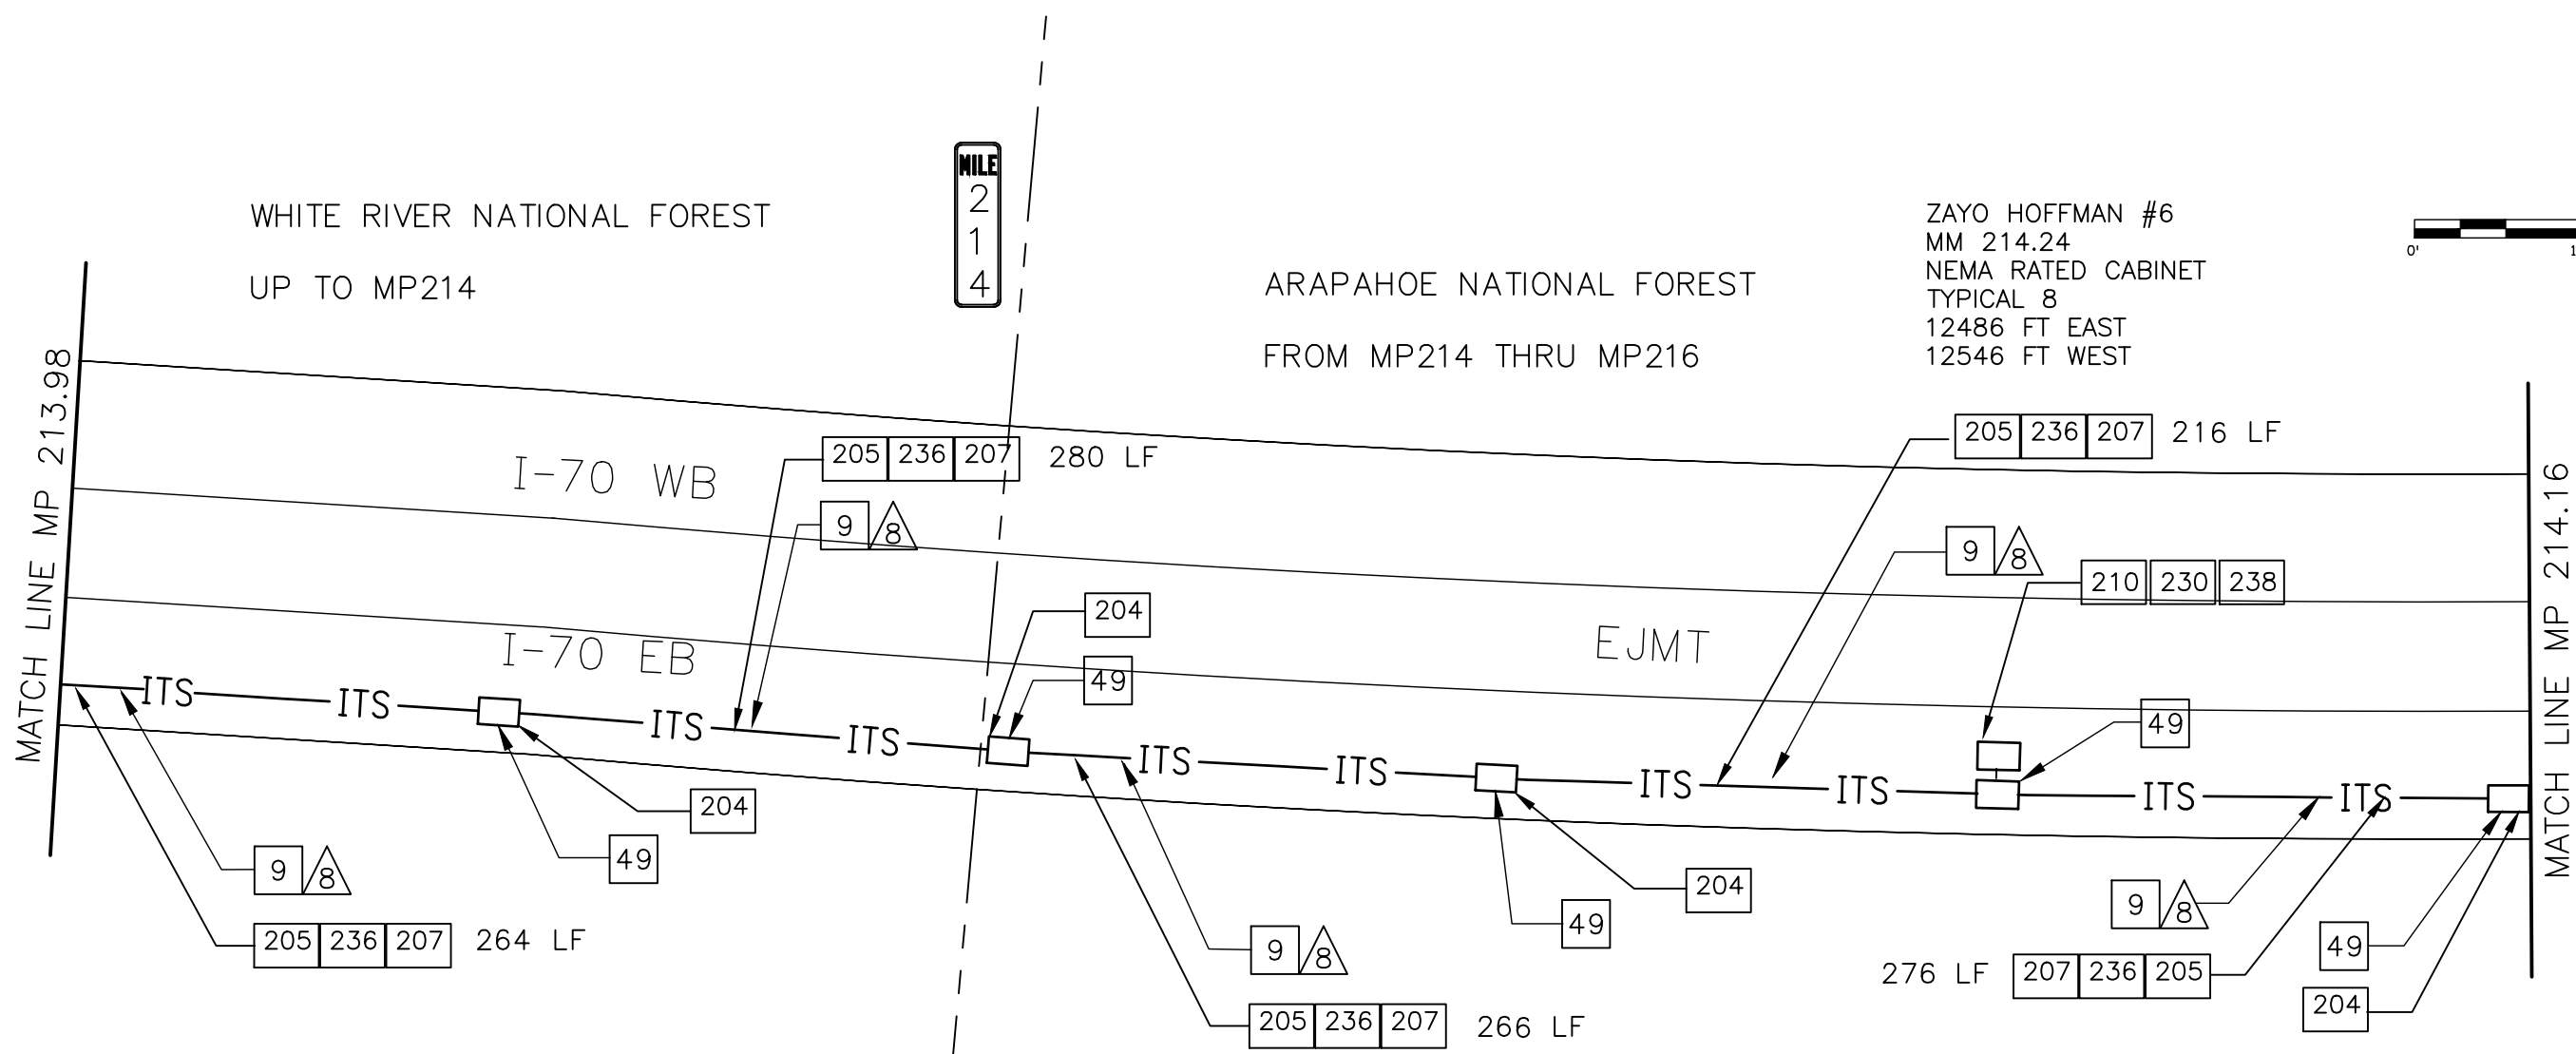 MILE
2
1
4
WHITE RIVER NATIONAL FOREST
UP TO MP214
ARAPAHOE NATIONAL FOREST
FROM MP214 THRU MP216
ZAYO HOFFMAN #6
MM 214.24
NEMA RATED CABINET
TYPICAL 8
12486 FT EAST
12546 FT WEST
0'
MATCH LINE MP 213.98
I-70 WB
205 236 207 280 LF
9 8
205 236 207 216 LF
9 8
210 230 238
MATCH LINE MP 214.16
204
49
I-70 EB
EJMT
49
ITS ITS ITS ITS ITS ITS ITS ITS ITS ITS
204
49
9 8
205 236 207 264 LF
204
49
9 8
205 236 207 266 LF
9 8
49
276 LF 207 236 205
204